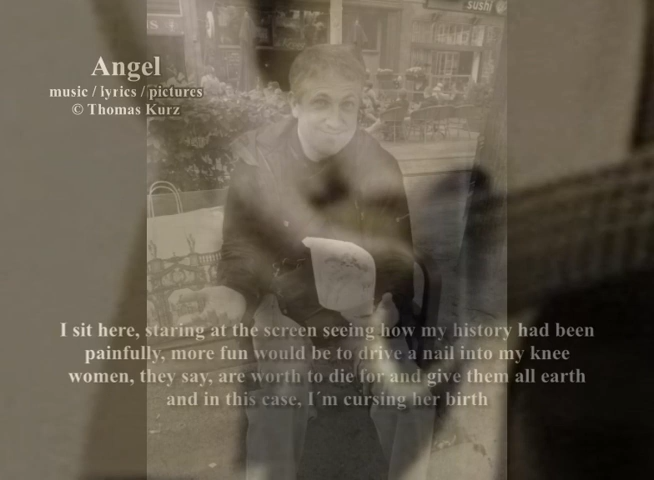 sushi
Angel
music / lyrics / pictures
© Thomas Kurz
I sit here, staring at the screen seeing how my history had been
painfully, more fun would be to drive a nail into my knee
women, they say, are worth to die for and give them all earth
and in this case, I´m cursing her birth